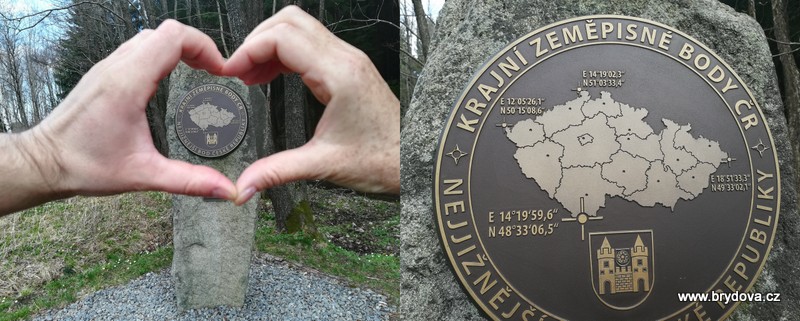 KRAJNÍ ZEMĚPISNÉ BODY ČR
E 14°19'02,3"
N 51°03'33,4"
E 12°05'26,1"
N 50°15'08,6"
E 18°51'33,3"
N 49°33'02,1"
E 14°19'59,6"
N 48°33'06,5"
NEJJIŽNĚJŠÍ
REPUBLIKY
www.brydova.cz